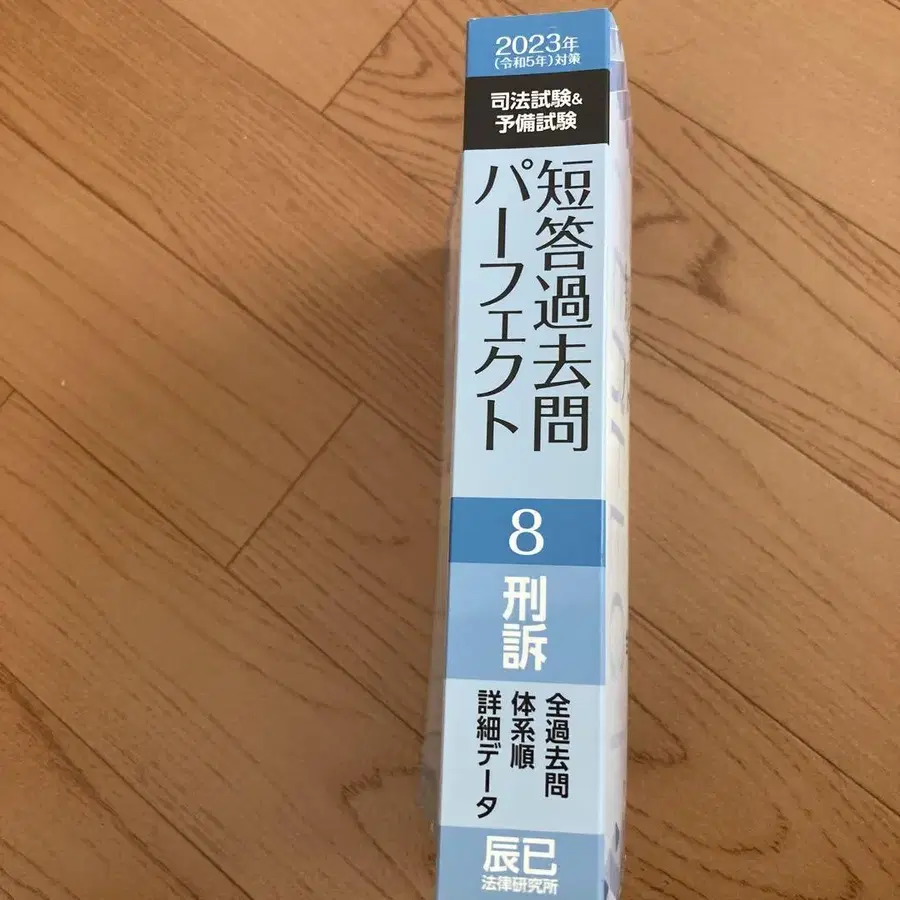 2023年
(令和5年)対策
司法試験&
予備試験
短答過去問
パーフェクト
8
刑訴
全過去問
体系順
詳細データ
辰已
法律研究所